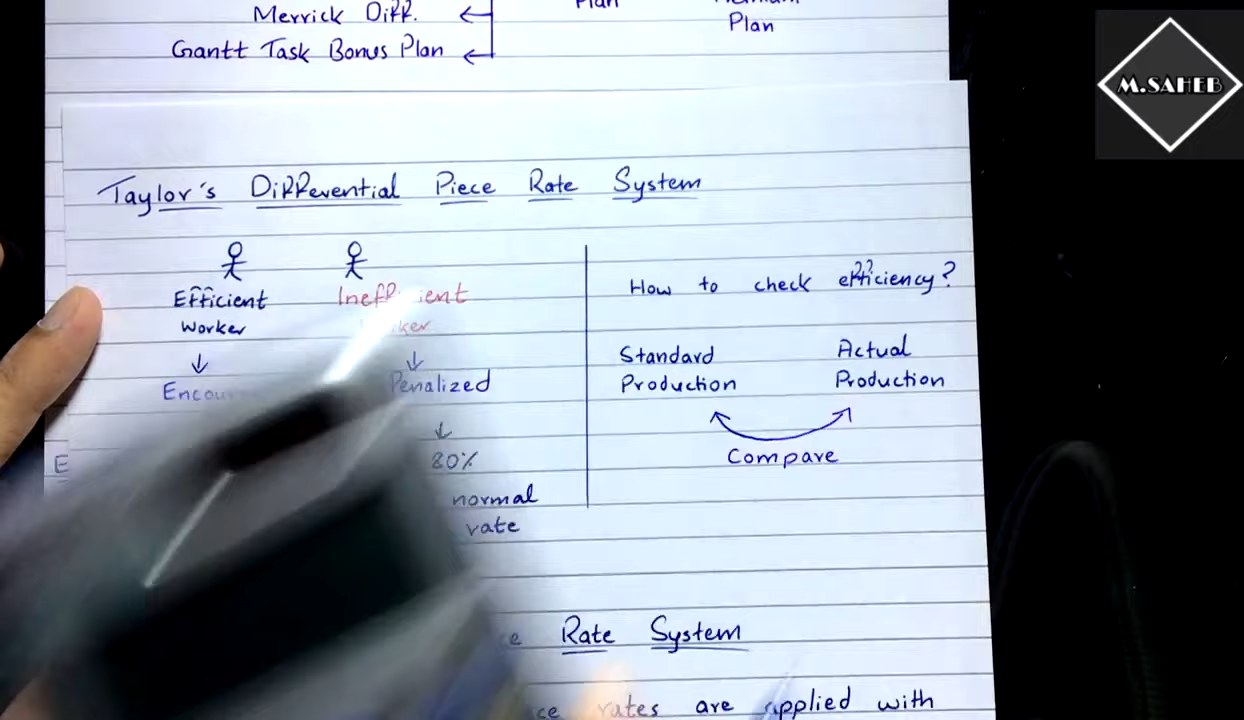 Merrick Diff.
Gantt Task Bonus Plan
Plan
Plan
M.SAHEB
Taylor's Differential Piece Rate System
Efficient
Worker
Penalized
80%
normal
rate
How to check efficiency?
Standard
Production
Actual
Production
Compare
Rate System
rates are applied with